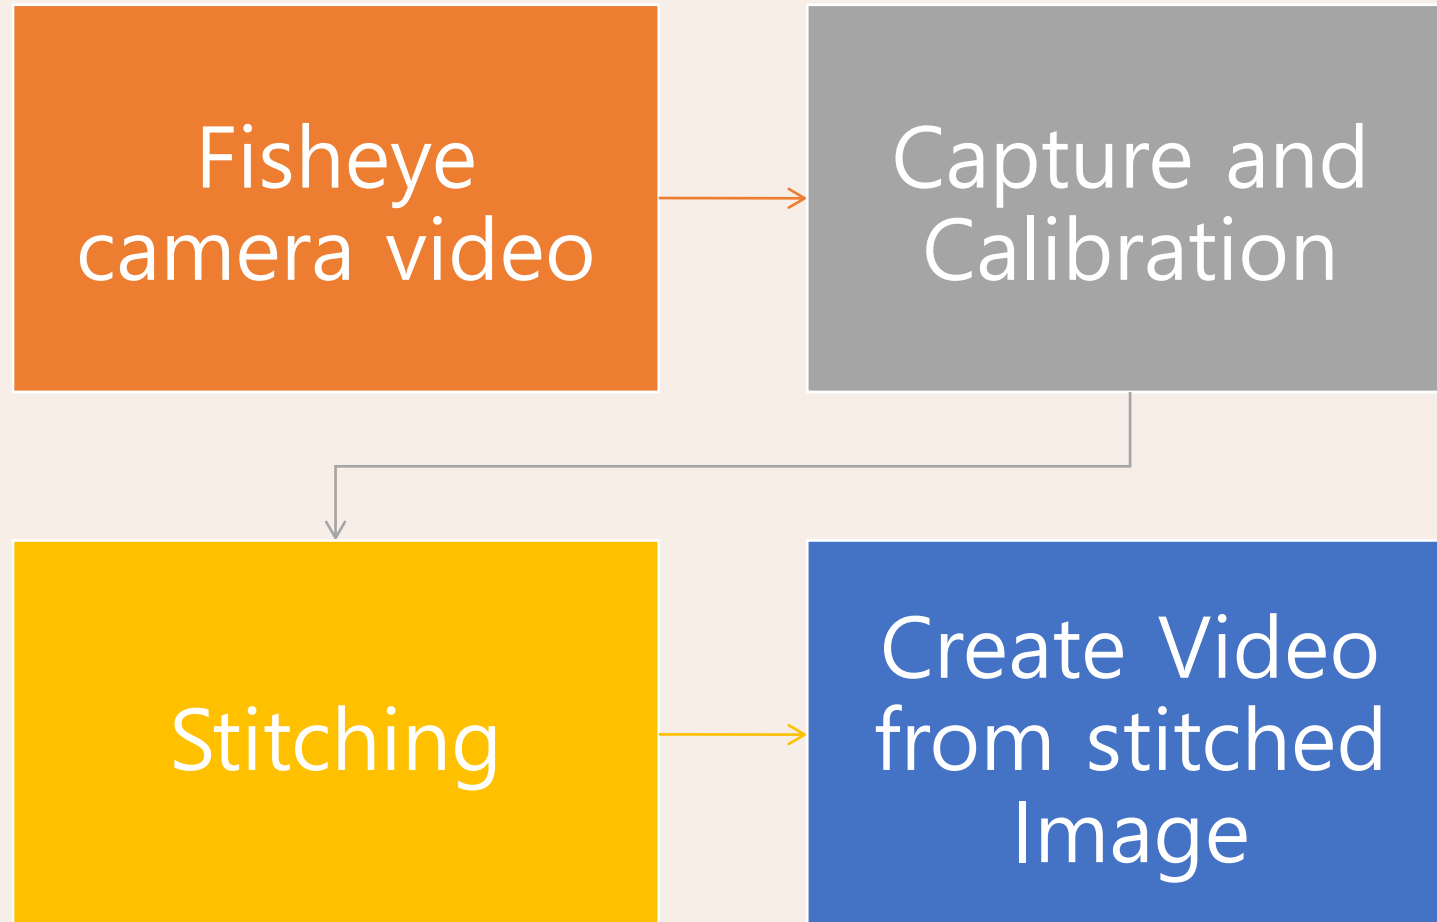 Fisheye
camera video
Capture and
Calibration
Stitching
Create Video
from stitched
Image